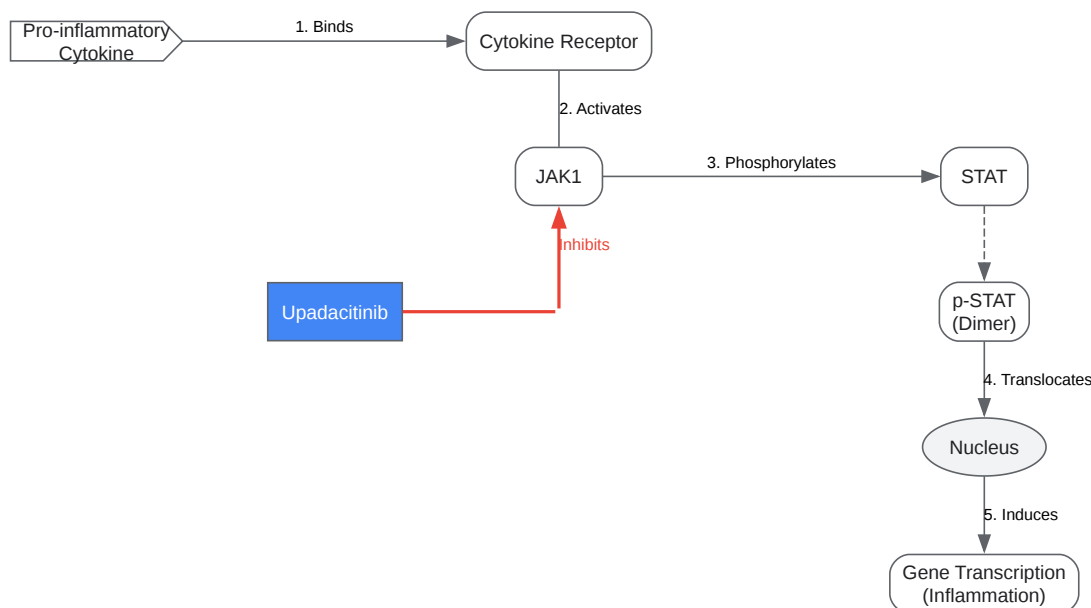 Pro-inflammatory
Cytokine
1. Binds
Cytokine Receptor
2. Activates
JAK1
3. Phosphorylates
STAT
Inhibits
Upadacitinib
p-STAT
(Dimer)
4. Translocates
Nucleus
5. Induces
Gene Transcription
(Inflammation)